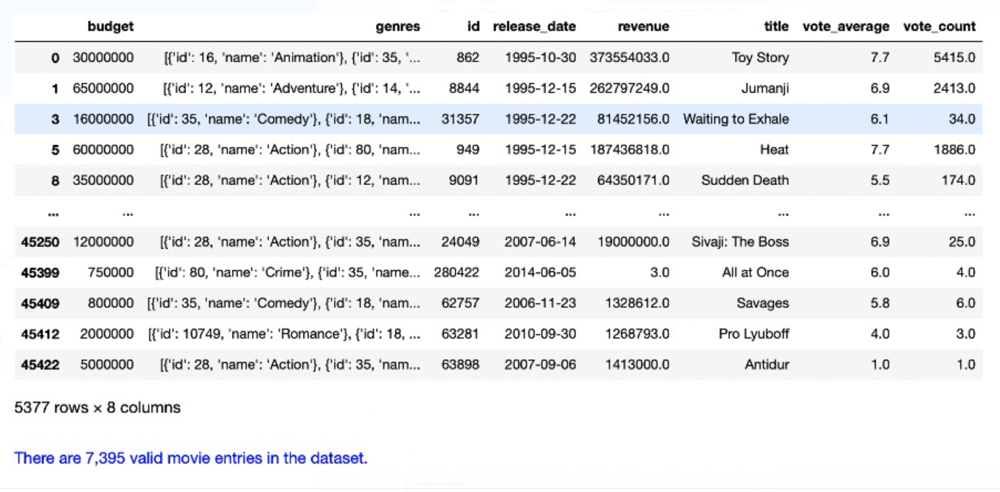 budget genres id release_date revenue title vote_average vote_count
0 30000000 [{'id': 16, 'name': 'Animation'}, {'id': 35, '... 862 1995-10-30 373554033.0 Toy Story 7.7 5415.0
1 65000000 [{'id': 12, 'name': 'Adventure'}, {'id': 14, '... 8844 1995-12-15 262797249.0 Jumanji 6.9 2413.0
3 16000000 [{'id': 35, 'name': 'Comedy'}, {'id': 18, 'nam... 31357 1995-12-22 81452156.0 Waiting to Exhale 6.1 34.0
5 60000000 [{'id': 28, 'name': 'Action'}, {'id': 80, 'nam... 949 1995-12-15 187436818.0 Heat 7.7 1886.0
8 35000000 [{'id': 28, 'name': 'Action'}, {'id': 12, 'nam... 9091 1995-12-22 64350171.0 Sudden Death 5.5 174.0
... ... ... ... ... ... ... ... ...
45250 12000000 [{'id': 28, 'name': 'Action'}, {'id': 35, 'nam... 24049 2007-06-14 19000000.0 Sivaji: The Boss 6.9 25.0
45399 750000 [{'id': 80, 'name': 'Crime'}, {'id': 35, 'name... 280422 2014-06-05 3.0 All at Once 6.0 4.0
45409 800000 [{'id': 35, 'name': 'Comedy'}, {'id': 18, 'nam... 62757 2006-11-23 1328612.0 Savages 5.8 6.0
45412 2000000 [{'id': 10749, 'name': 'Romance'}, {'id': 18, ... 63281 2010-09-30 1268793.0 Pro Lyuboff 4.0 3.0
45422 5000000 [{'id': 28, 'name': 'Action'}, {'id': 35, 'nam... 63898 2007-09-06 1413000.0 Antidur 1.0 1.0
5377 rows × 8 columns
There are 7,395 valid movie entries in the dataset.